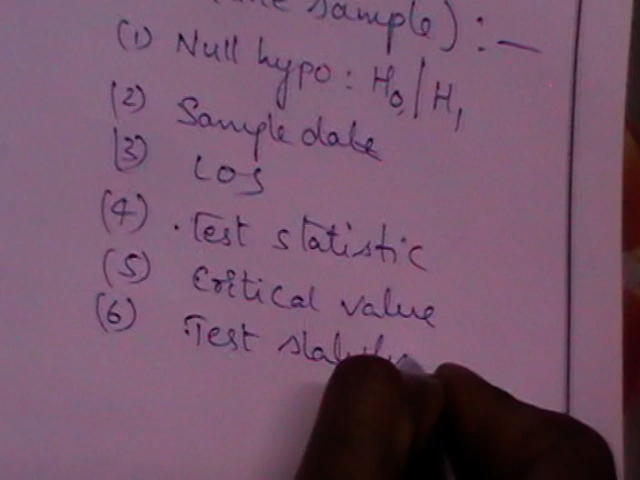 sample) : —
(1) Null hypo : H0/H1
(2) Sample data
(3) LOS
(4) Test statistic
(5) Critical value
(6) Test